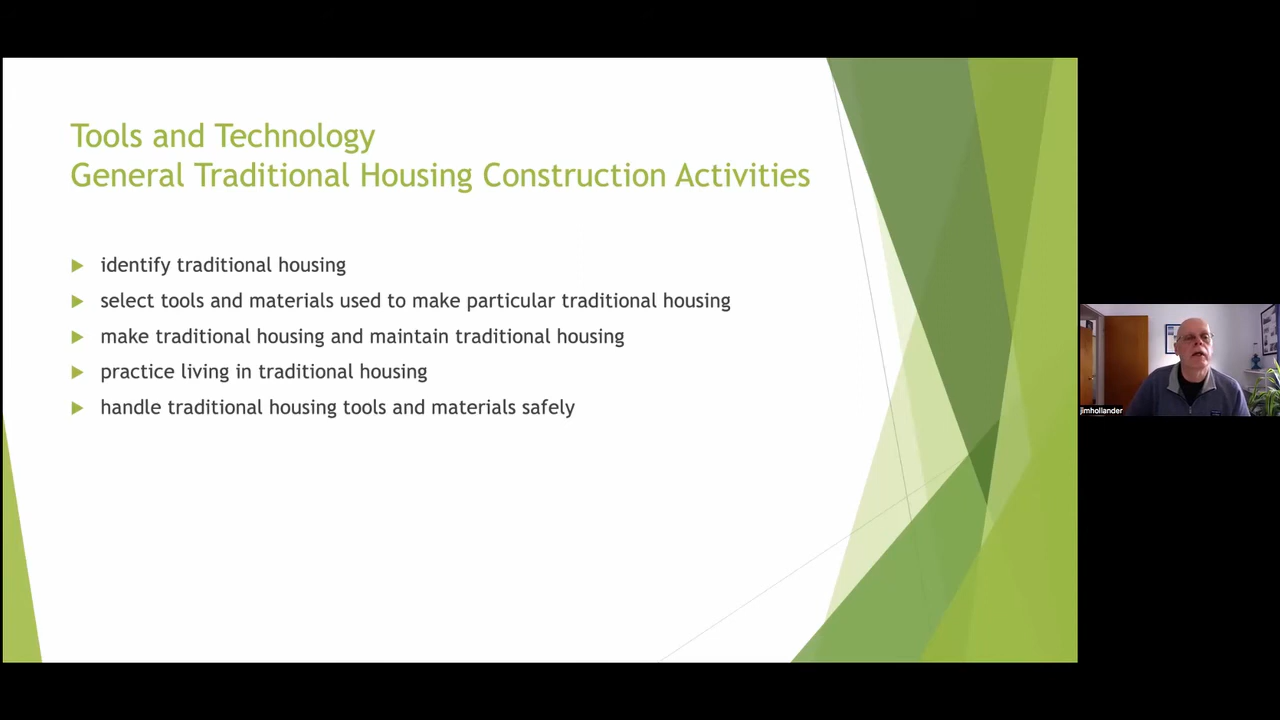 Tools and Technology
General Traditional Housing Construction Activities
identify traditional housing
select tools and materials used to make particular traditional housing
make traditional housing and maintain traditional housing
practice living in traditional housing
handle traditional housing tools and materials safely
jimhollander